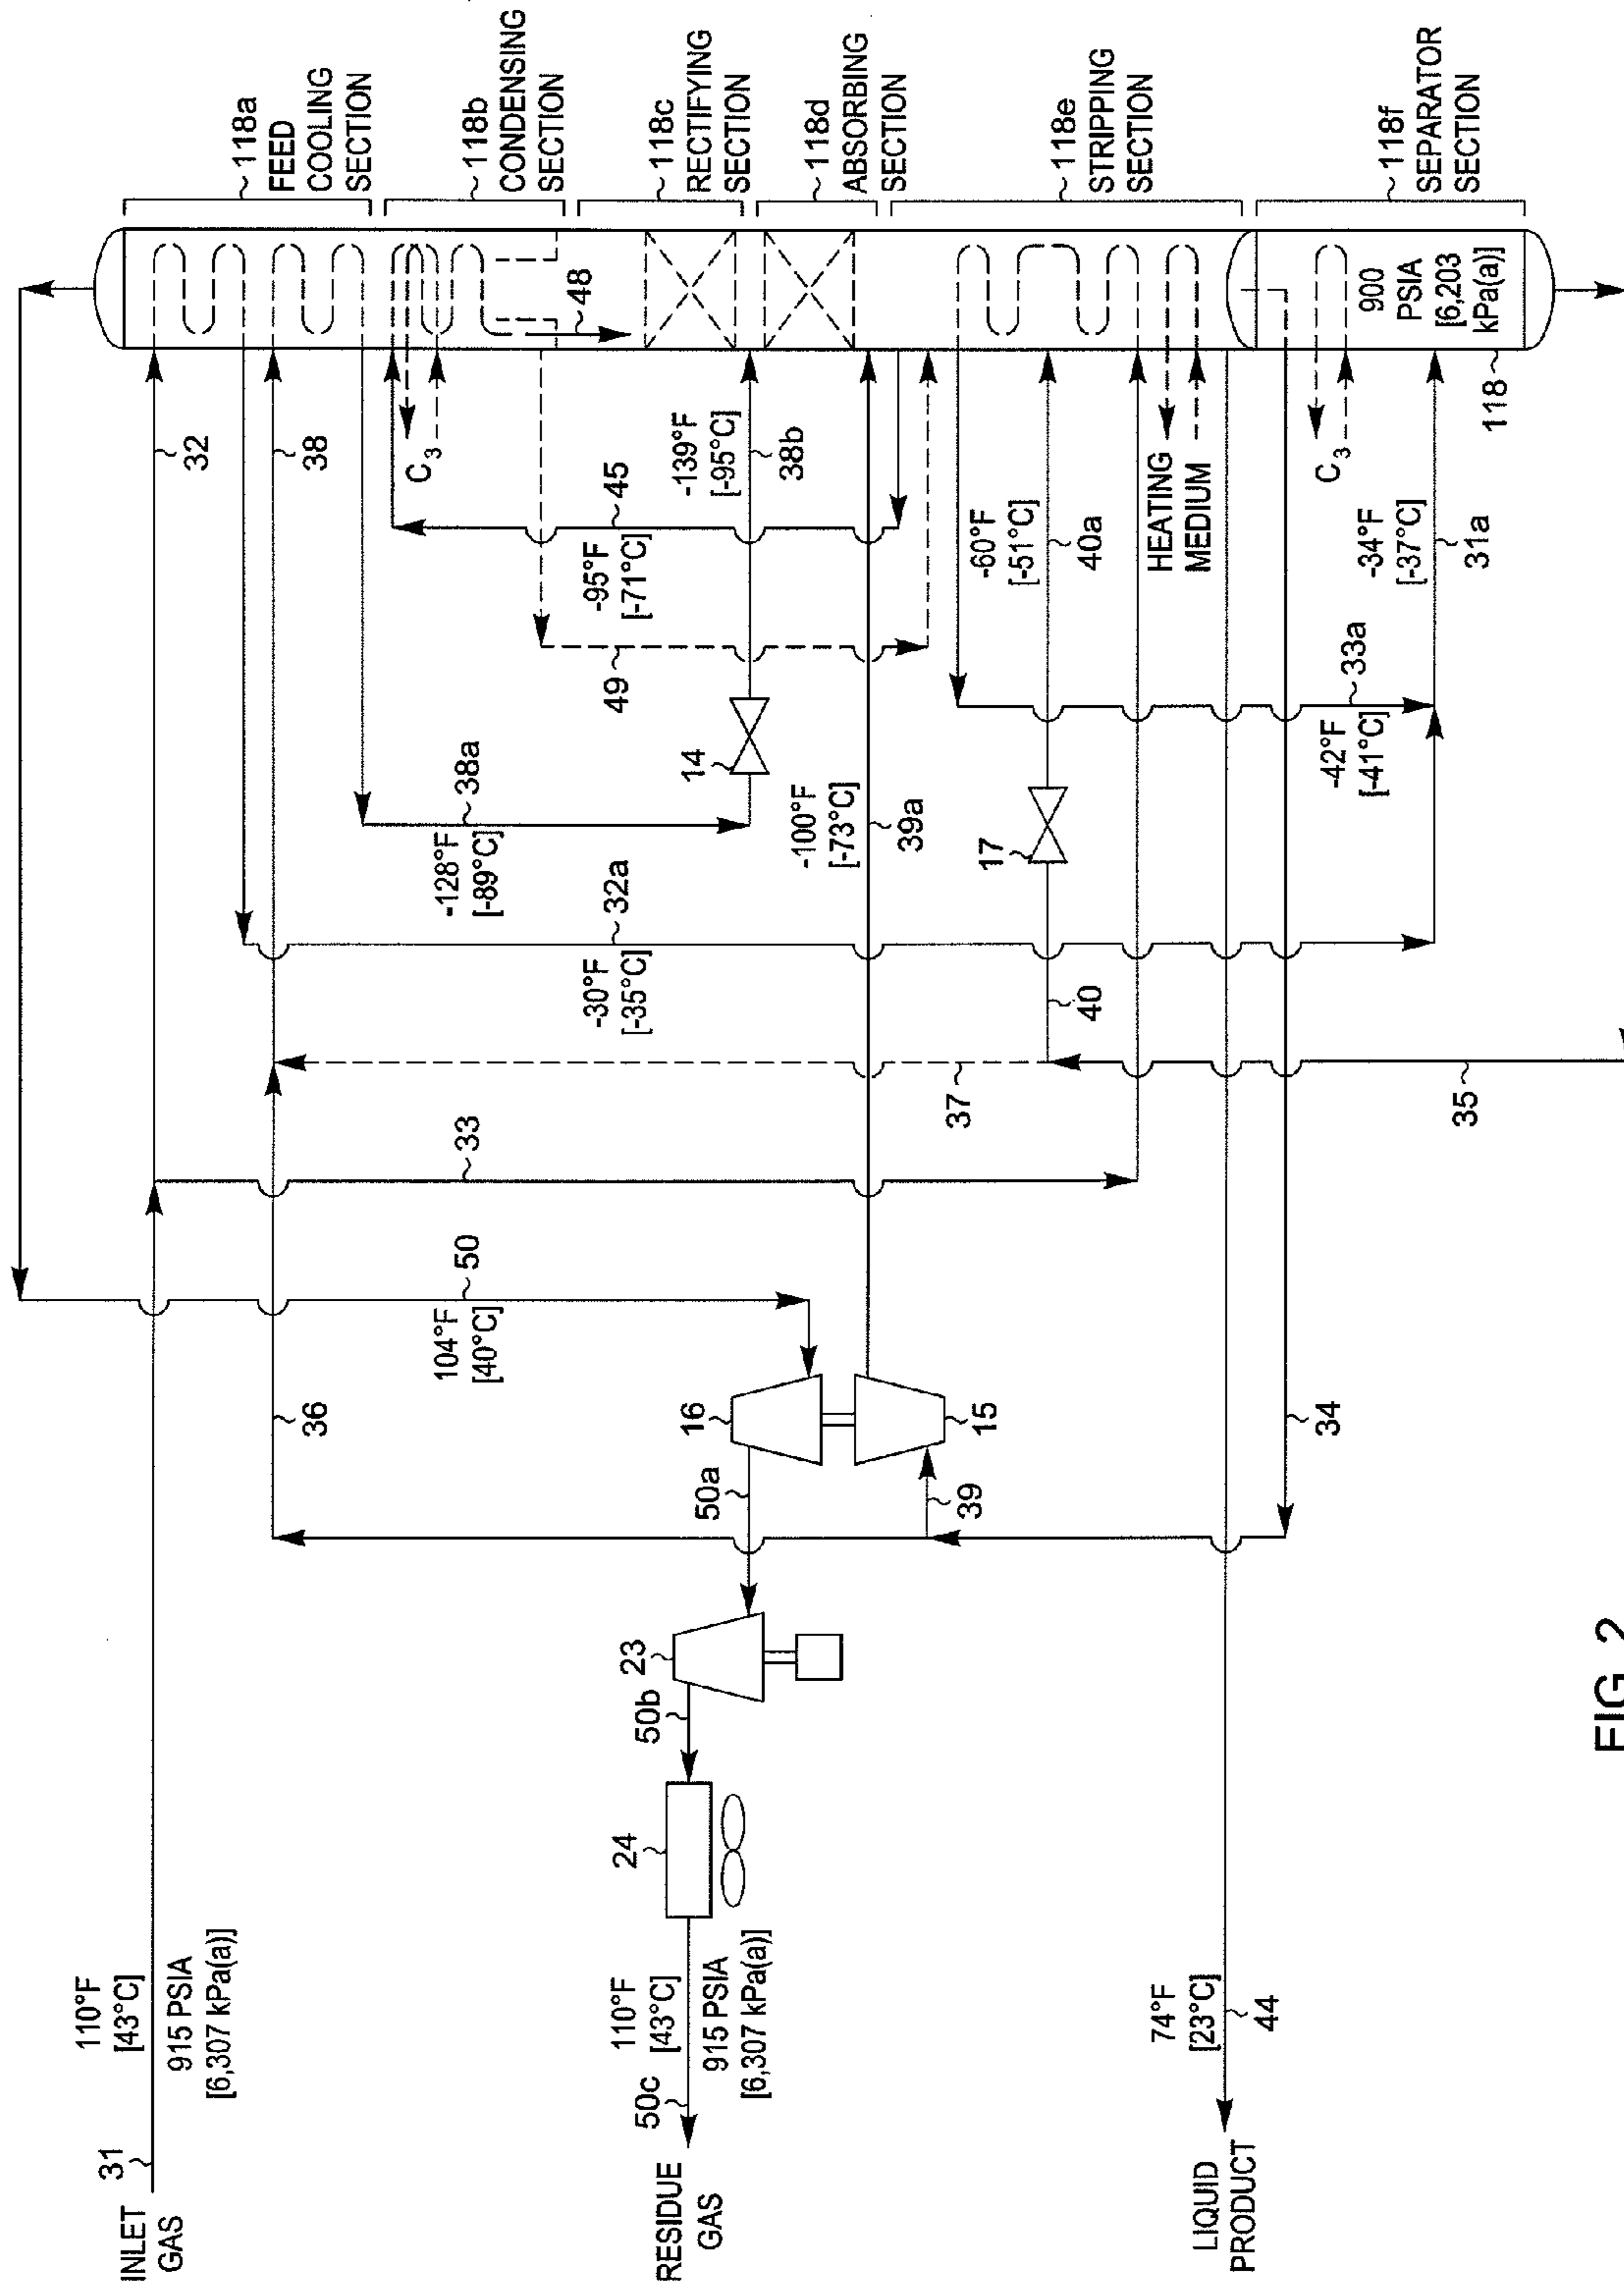 INLET
GAS
31
110°F
[43°C]
915 PSIA
[6,307 kPa(a)]
RESIDUE
GAS
50c
110°F
[43°C]
915 PSIA
[6,307 kPa(a)]
24
50b
23
50a
16
15
39
36
34
104°F
[40°C]
50
33
37
35
40
17
-30°F
[-35°C]
32a
-128°F
[-89°C]
38a
14
-100°F
[-73°C]
39a
49
-95°F
[-71°C]
45
-139°F
[-95°C]
38b
-60°F
[-51°C]
40a
-42°F
[-41°C]
33a
-34°F
[-37°C]
31a
HEATING
MEDIUM
C3
C3
32
38
48
118
900
PSIA
[6,203
kPa(a)]
118a
FEED
COOLING
SECTION
118b
CONDENSING
SECTION
118c
RECTIFYING
SECTION
118d
ABSORBING
SECTION
118e
STRIPPING
SECTION
118f
SEPARATOR
SECTION
LIQUID
PRODUCT
74°F
[23°C]
44
FIG. 2